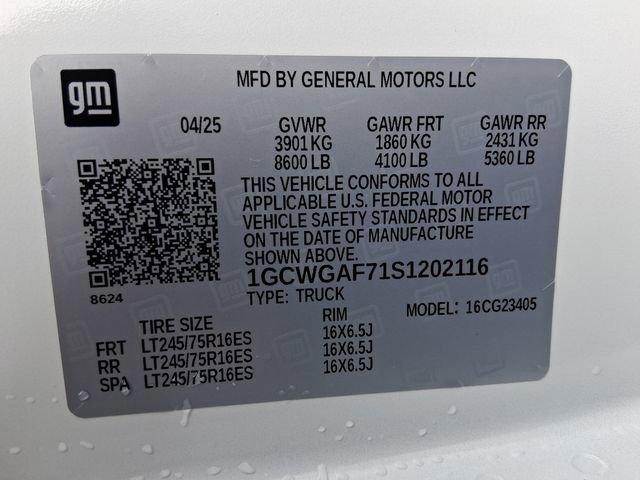 gm
MFD BY GENERAL MOTORS LLC
04/25 GVWR GAWR FRT GAWR RR
3901 KG 1860 KG 2431 KG
8600 LB 4100 LB 5360 LB
THIS VEHICLE CONFORMS TO ALL
APPLICABLE U.S. FEDERAL MOTOR
VEHICLE SAFETY STANDARDS IN EFFECT
ON THE DATE OF MANUFACTURE
SHOWN ABOVE.
1GCWGAF71S1202116
8624
TYPE: TRUCK MODEL: 16CG23405
TIRE SIZE RIM
FRT LT245/75R16ES 16X6.5J
RR LT245/75R16ES 16X6.5J
SPA LT245/75R16ES 16X6.5J